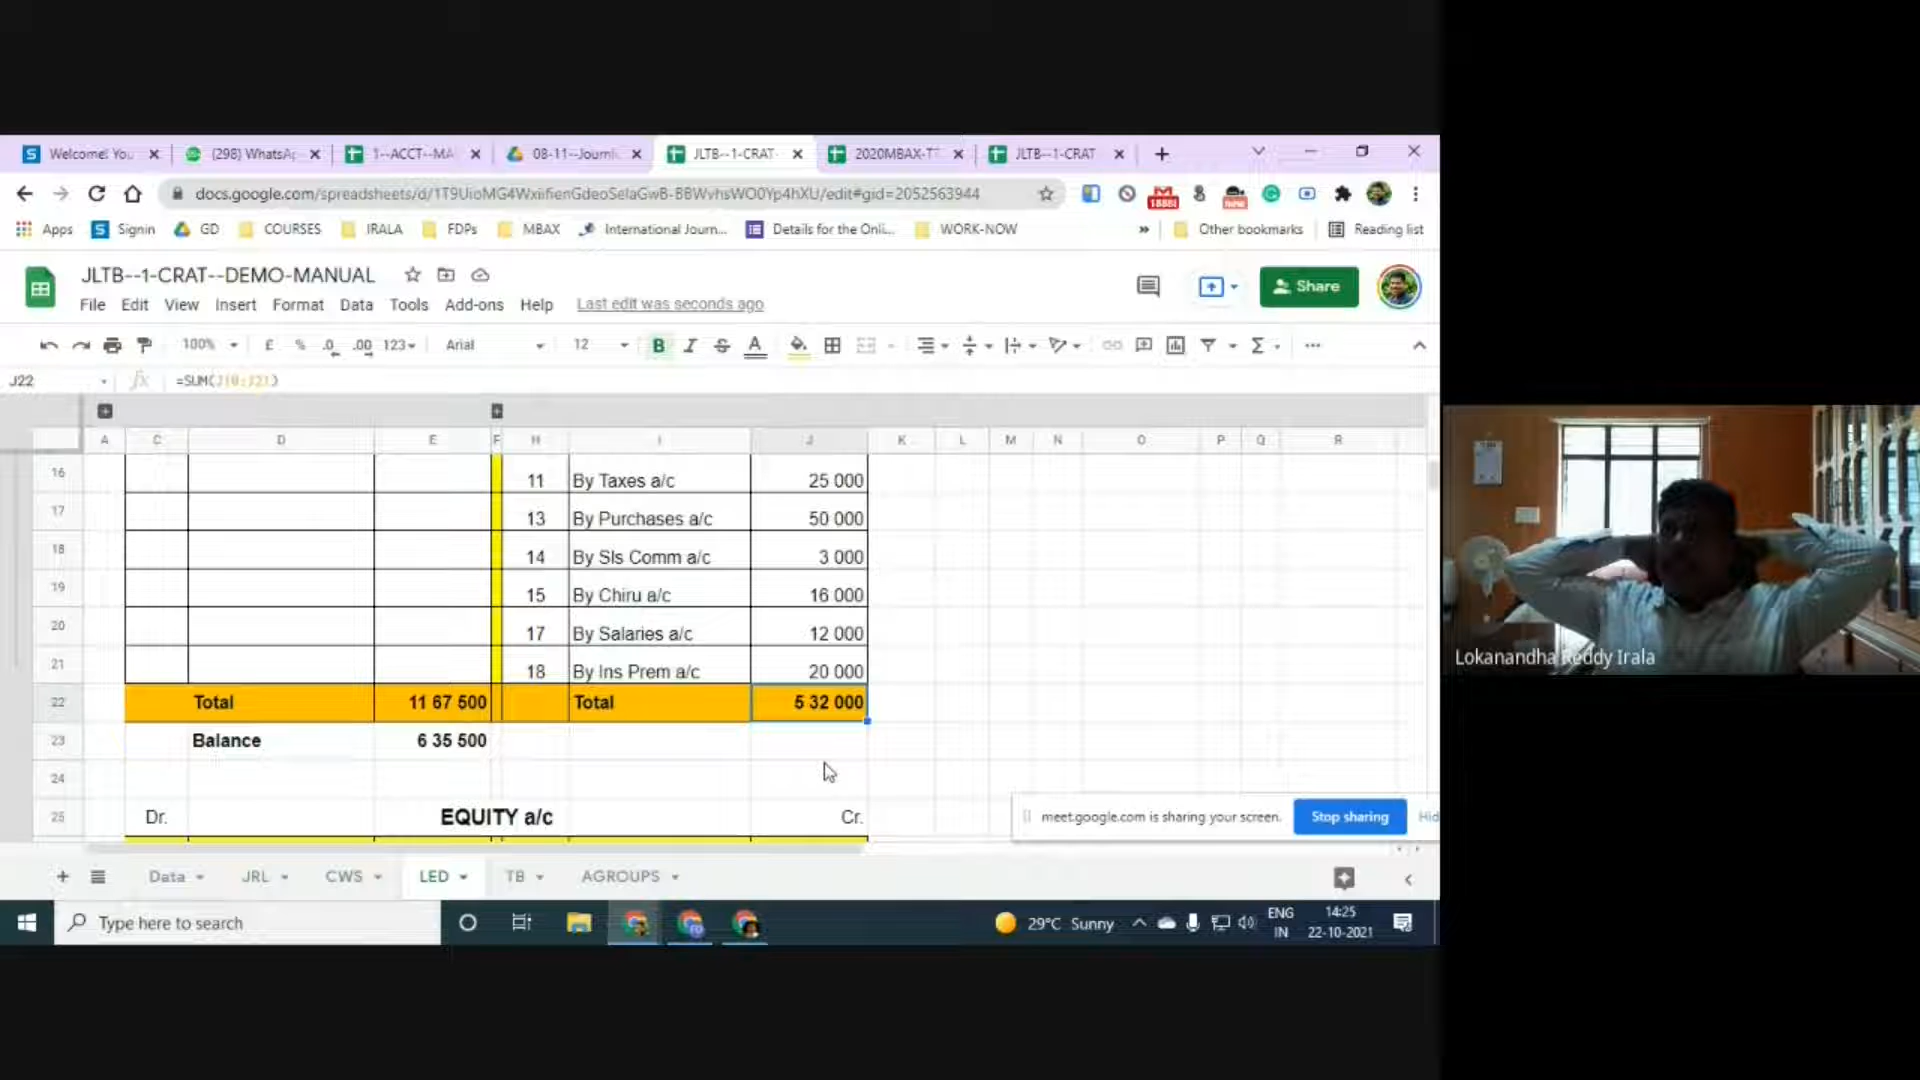 Welcome! You
(298) WhatsAp
1--ACCT--MA
08-11--Journ
JLTB--1-CRAT-
2020MBAX-T
JLTB--1-CRAT
docs.google.com/spreadsheets/d/
/edit#gid=2052563944
Apps
Signin
GD
COURSES
IRALA
FDPs
MBAX
International Journ...
Details for the Onli...
WORK-NOW
»
Other bookmarks
Reading list
JLTB--1-CRAT--DEMO-MANUAL
Share
File Edit View Insert Format Data Tools Add-ons Help Last edit was seconds ago
100% £ % .0 .00 123 Arial 12 B I S A Σ
J22 fx =SUM(
A C D E F H I J K L M N O P Q R
16 11 By Taxes a/c 25 000
17 13 By Purchases a/c 50 000
18 14 By Sls Comm a/c 3 000
19 15 By Chiru a/c 16 000
20 17 By Salaries a/c 12 000
21 18 By Ins Prem a/c 20 000
22 Total 11 67 500 Total 5 32 000
23 Balance 6 35 500
24
25 Dr. EQUITY a/c Cr.
meet.google.com is sharing your screen. Stop sharing Hid
Data JRL CWS LED TB AGROUPS
Type here to search
29°C Sunny
ENG
IN
14:25
22-10-2021
Lokanandha Reddy Irala